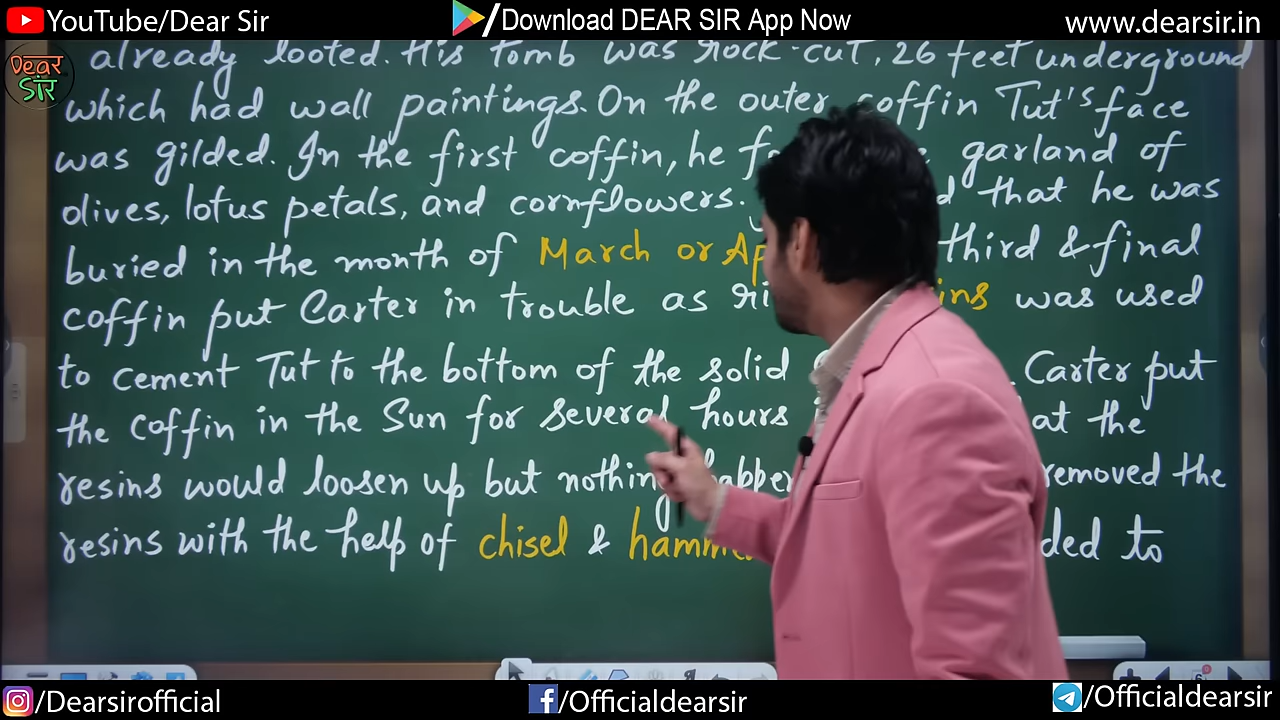 YouTube/Dear Sir
/Download DEAR SIR App Now
www.dearsir.in
Dear Sir
already looted. His tomb was rock-cut, 26 feet underground
which had wall paintings. On the outer coffin Tut's face
was gilded. In the first coffin, he garland of
olives, lotus petals, and cornflowers. that he was
buried in the month of March or third & final
coffin put Carter in trouble as was used
to cement Tut to the bottom of the solid Carter put
the coffin in the Sun for several hours at the
resins would loosen up but nothing removed the
resins with the help of chisel & to
/Dearsirofficial
/Officialdearsir
/Officialdearsir